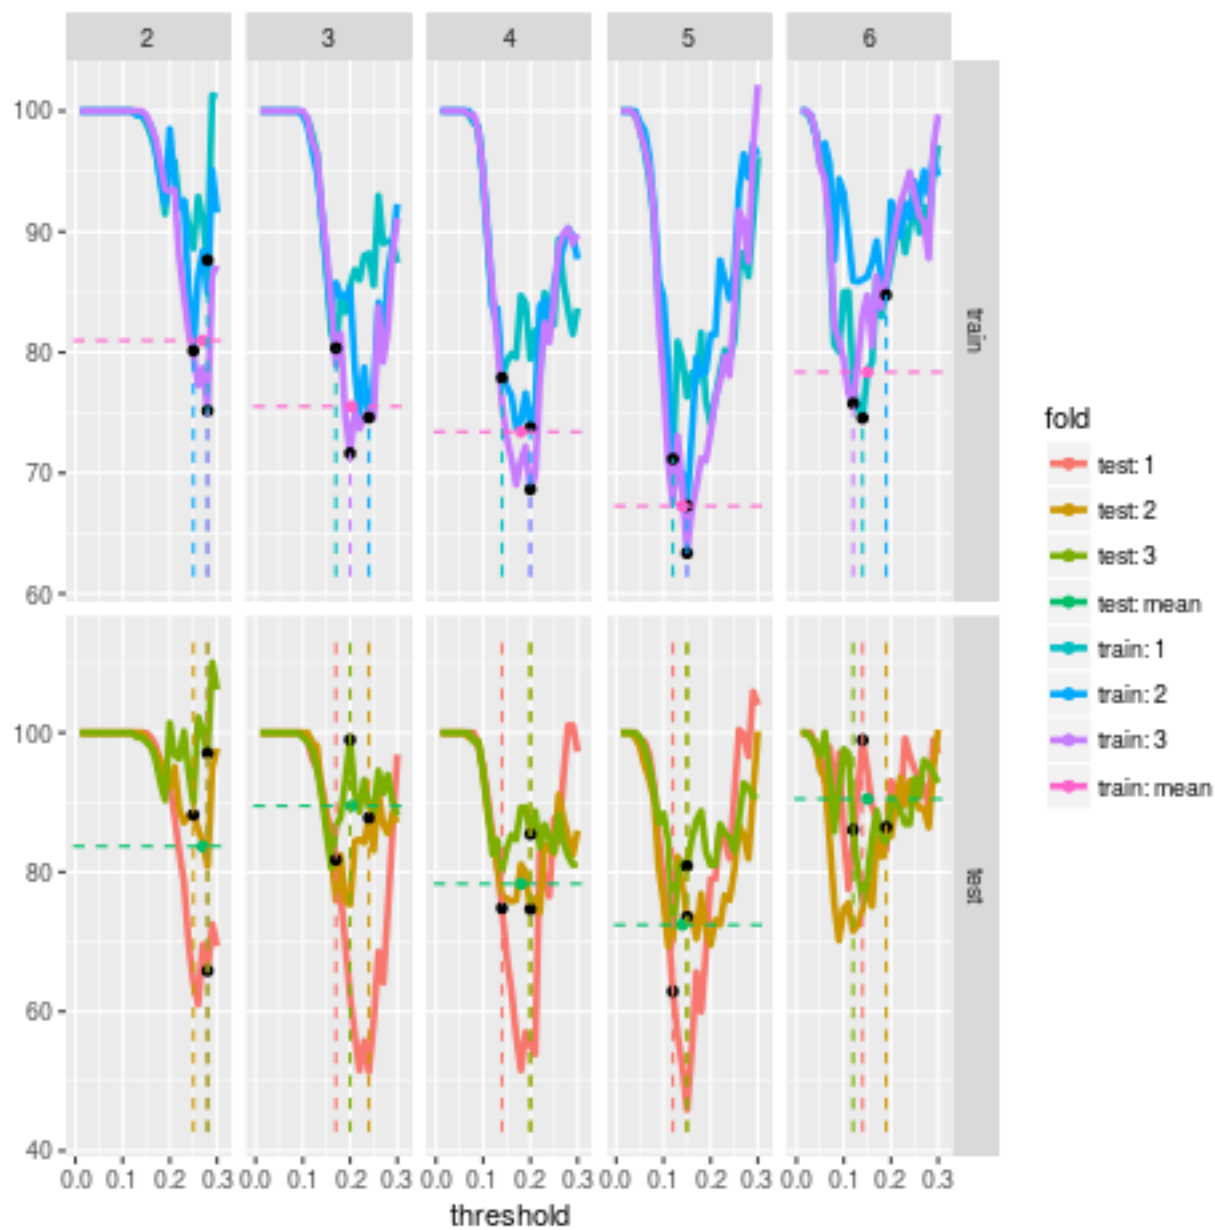 2 3 4 5 6
100
90
80
70
60
train
100
80
60
40
test
0.0 0.1 0.2 0.3 0.0 0.1 0.2 0.3 0.0 0.1 0.2 0.3 0.0 0.1 0.2 0.3 0.0 0.1 0.2 0.3
threshold
fold
test: 1
test: 2
test: 3
test: mean
train: 1
train: 2
train: 3
train: mean